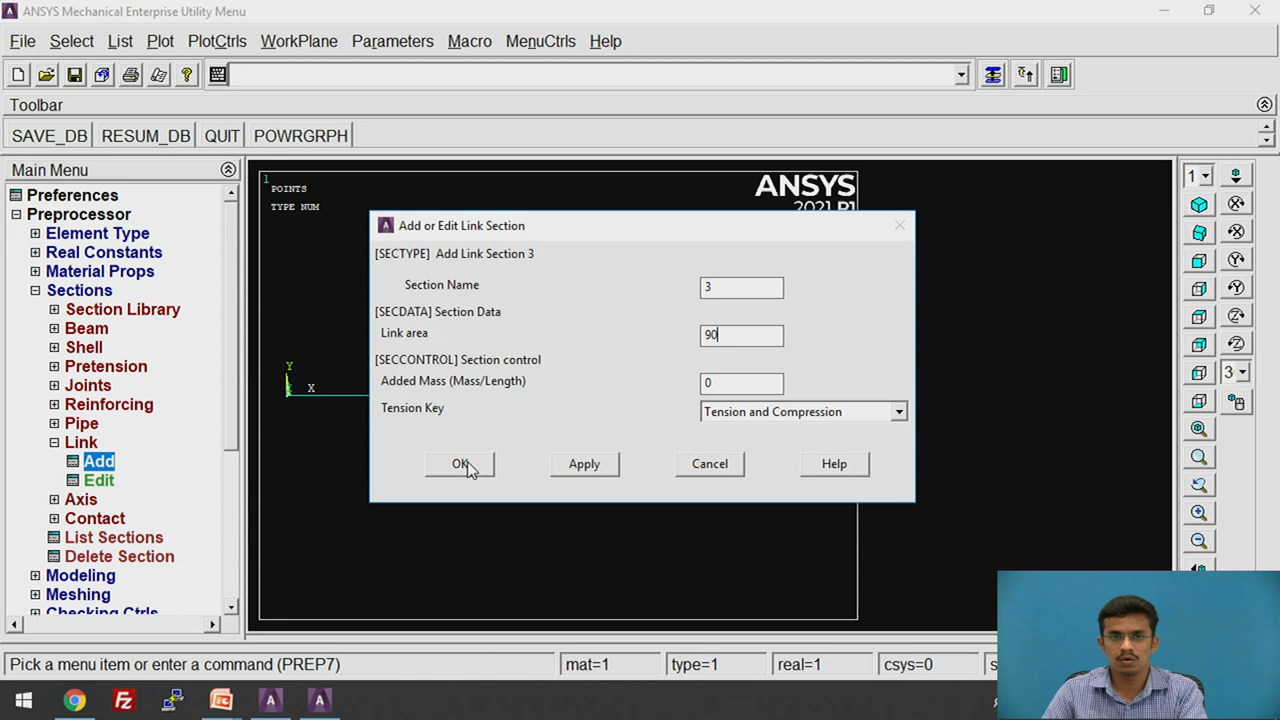 ANSYS Mechanical Enterprise Utility Menu
File Select List Plot PlotCtrls WorkPlane Parameters Macro MenuCtrls Help
Toolbar
SAVE_DB RESUM_DB QUIT POWRGRPH
Main Menu
Preferences
Preprocessor
Element Type
Real Constants
Material Props
Sections
Section Library
Beam
Shell
Pretension
Joints
Reinforcing
Pipe
Link
Add
Edit
Axis
Contact
List Sections
Delete Section
Modeling
Meshing
Checking Ctrls
1
POINTS
TYPE NUM
ANSYS
2021 R1
Y
X
Add or Edit Link Section
[SECTYPE] Add Link Section 3
Section Name 3
[SECDATA] Section Data
Link area 90
[SECCONTROL] Section control
Added Mass (Mass/Length) 0
Tension Key Tension and Compression
OK Apply Cancel Help
1
3
Pick a menu item or enter a command (PREP7) mat=1 type=1 real=1 csys=0